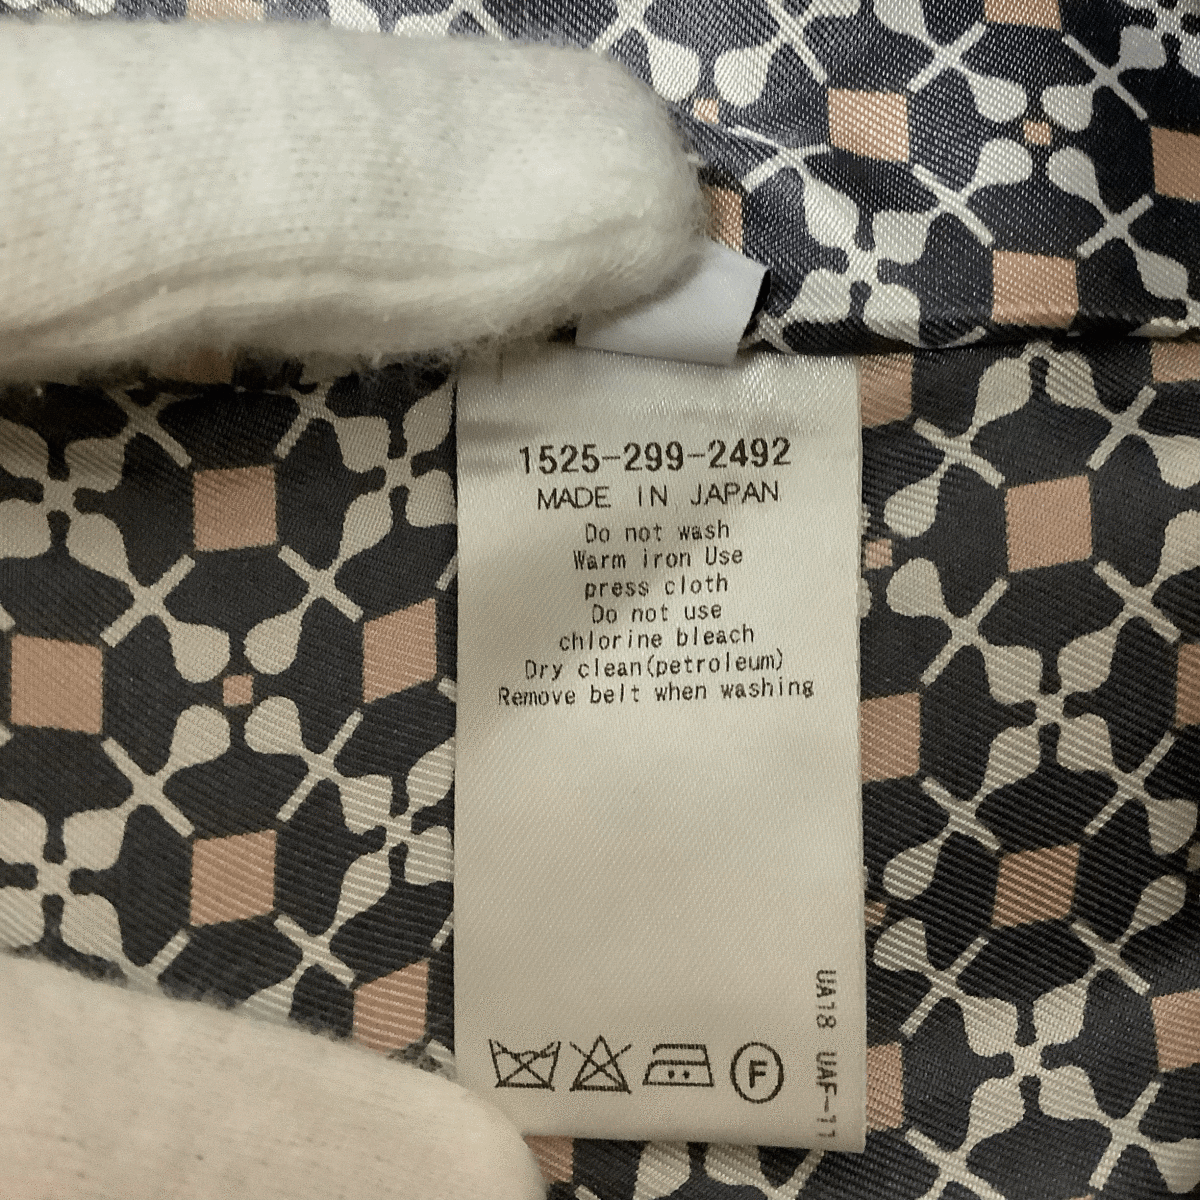 1525-299-2492
MADE IN JAPAN
Do not wash
Warm iron Use
press cloth
Do not use
chlorine bleach
Dry clean(petroleum)
Remove belt when washing
UA18 UAF-11
F